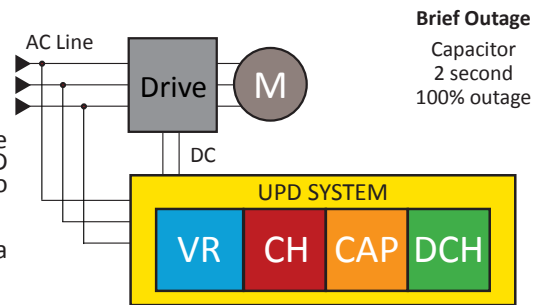 Brief Outage
AC Line
Capacitor
2 second
100% outage
Drive
M
DC
UPD SYSTEM
VR
CH
CAP
DCH